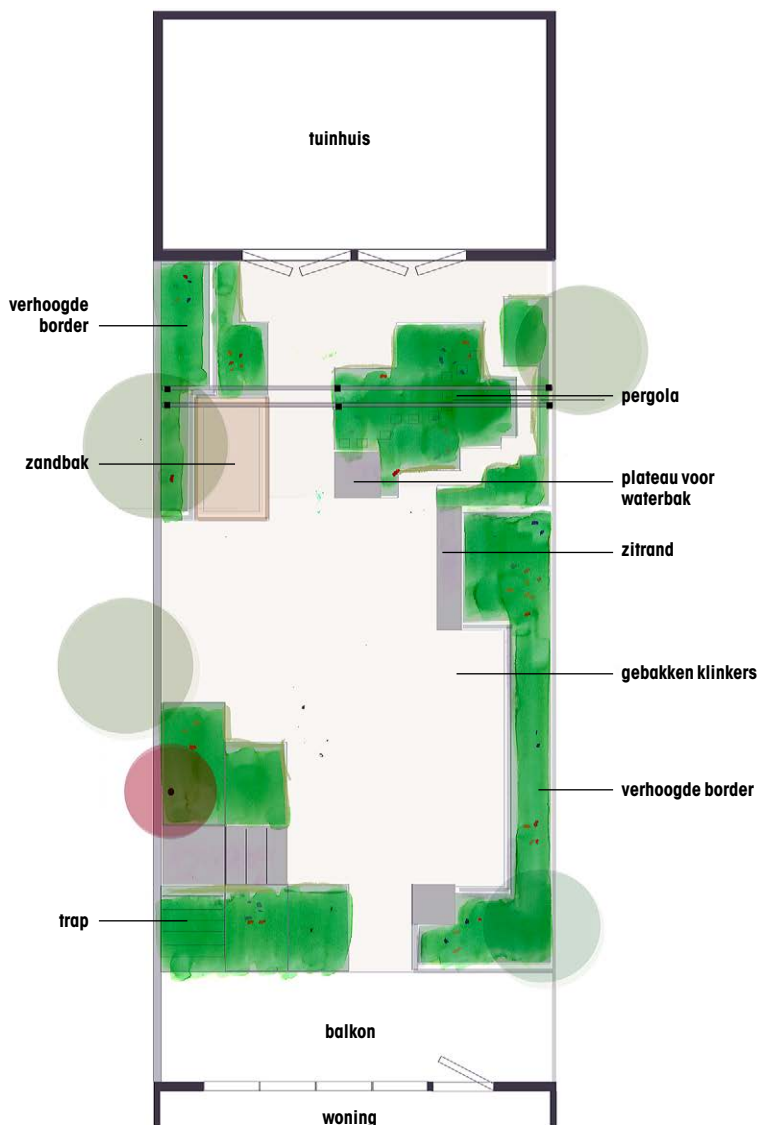 tuinhuis
verhoogde
border
pergola
zandbak
plateau voor
waterbak
zitrand
gebakken klinkers
verhoogde border
trap
balkon
woning